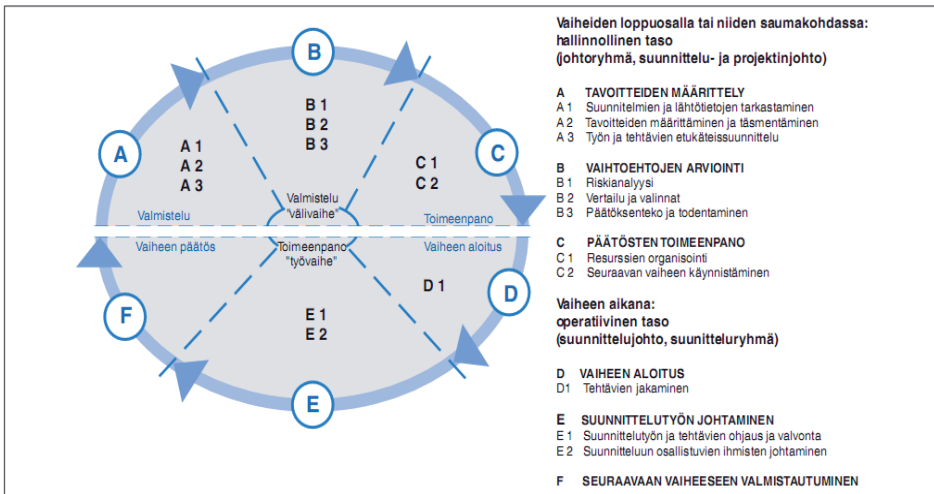 B
B 1
B 2
B 3
A
A 1
A 2
A 3
C
C 1
C 2
Valmistelu
"välivaihe"
Valmistelu
Toimeenpano
Vaiheen päätös
Toimeenpano
"työvaihe"
Vaiheen aloitus
D 1
D
F
E 1
E 2
E
Vaiheiden loppuosalla tai niiden saumakohdassa:
hallinnollinen taso
(johtoryhmä, suunnittelu- ja projektinjohto)
A TAVOITTEIDEN MÄÄRITTELY
A 1 Suunnitelmien ja lähtötietojen tarkastaminen
A 2 Tavoitteiden määrittäminen ja täsmentäminen
A 3 Työn ja tehtävien etukäteissuunnittelu
B VAIHTOEHTOJEN ARVIOINTI
B 1 Riskianalyysi
B 2 Vertailu ja valinnat
B 3 Päätöksenteko ja todentaminen
C PÄÄTÖSTEN TOIMEENPANO
C 1 Resurssien organisointi
C 2 Seuraavan vaiheen käynnistäminen
Vaiheen aikana:
operatiivinen taso
(suunnittelujohto, suunitteluryhmä)
D VAIHEEN ALOITUS
D1 Tehtävien jakaminen
E SUUNNITTELUTYÖN JOHTAMINEN
E 1 Suunnittelutyön ja tehtävien ohjaus ja valvonta
E 2 Suunnitteluun osallistuvien ihmisten johtaminen
F SEURAAVAAN VAIHEESEEN VALMISTAUTUMINEN